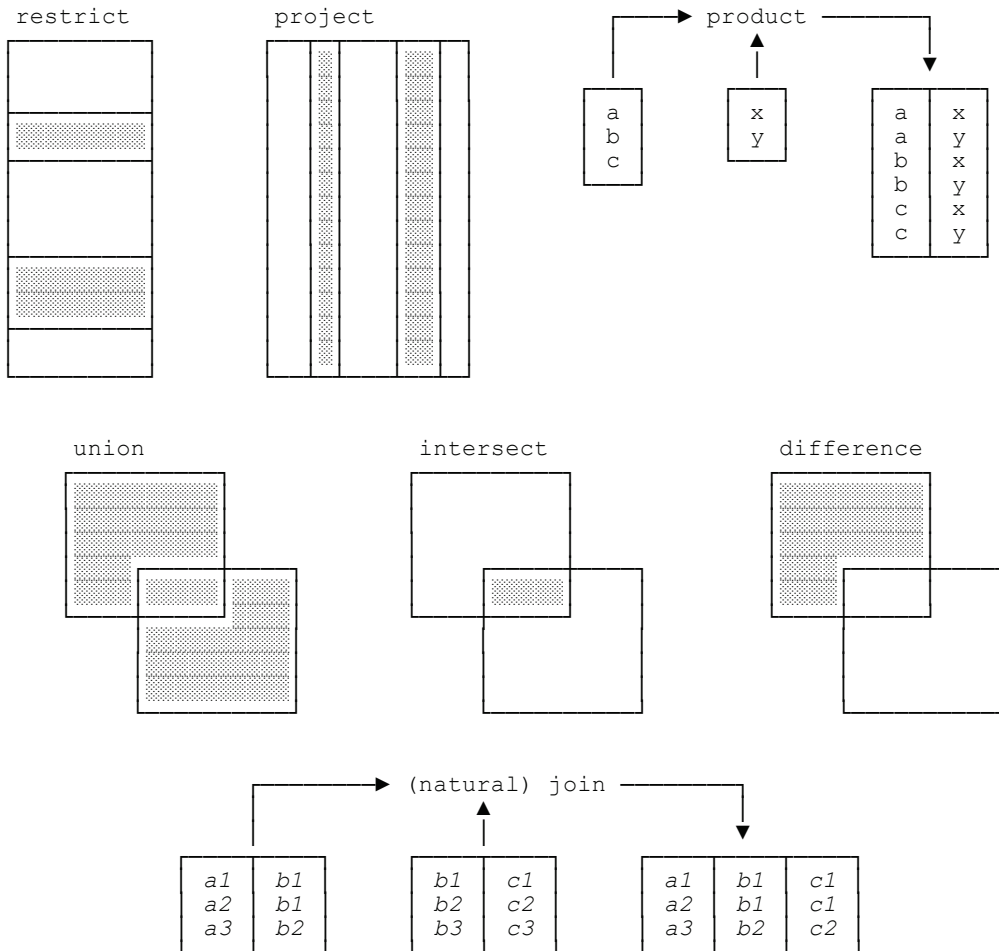 restrict project product
a x a x
b y a y
c b x
b y
c x
c y
union intersect difference
(natural) join
a1 b1 b1 c1 a1 b1 c1
a2 b1 b2 c2 a2 b1 c1
a3 b2 b3 c3 a3 b2 c2